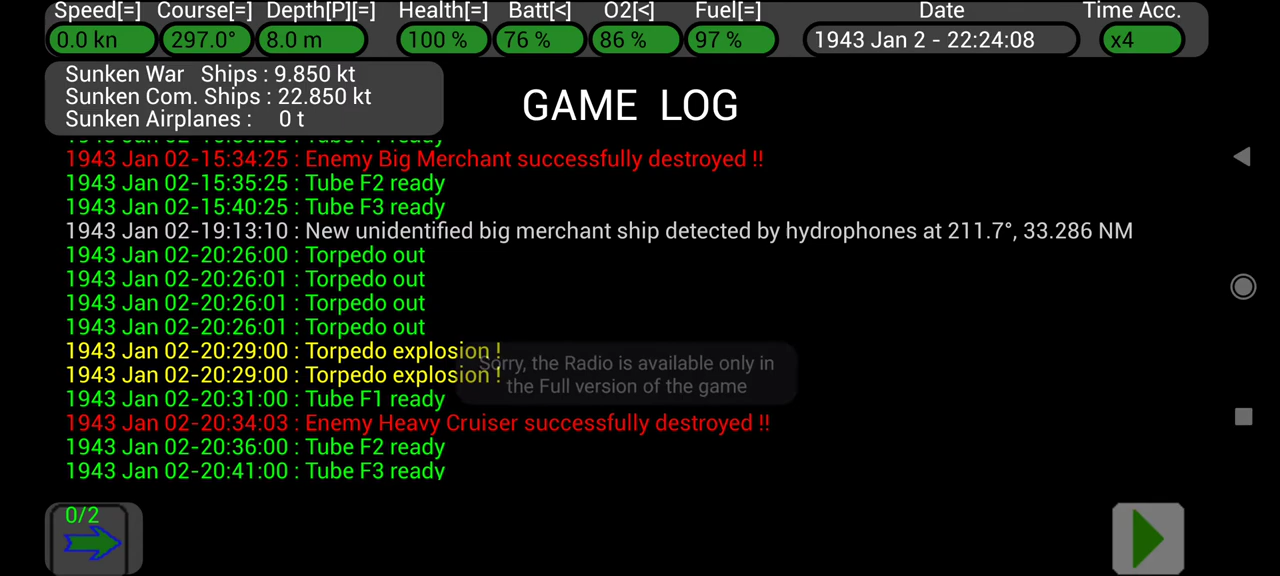 Speed[=] Course[=] Depth[P][=] Health[=] Batt[<] O2[<] Fuel[=] Date Time Acc.
0.0 kn 297.0° 8.0 m 100 % 76 % 86 % 97 % 1943 Jan 2 - 22:24:08 x4
Sunken War Ships : 9.850 kt
Sunken Com. Ships : 22.850 kt
Sunken Airplanes : 0 t
GAME LOG
1943 Jan 02-15:34:25 : Enemy Big Merchant successfully destroyed !!
1943 Jan 02-15:35:25 : Tube F2 ready
1943 Jan 02-15:40:25 : Tube F3 ready
1943 Jan 02-19:13:10 : New unidentified big merchant ship detected by hydrophones at 211.7°, 33.286 NM
1943 Jan 02-20:26:00 : Torpedo out
1943 Jan 02-20:26:01 : Torpedo out
1943 Jan 02-20:26:01 : Torpedo out
1943 Jan 02-20:26:01 : Torpedo out
1943 Jan 02-20:29:00 : Torpedo explosion !
1943 Jan 02-20:29:00 : Torpedo explosion !
Sorry, the Radio is available only in
the Full version of the game
1943 Jan 02-20:31:00 : Tube F1 ready
1943 Jan 02-20:34:03 : Enemy Heavy Cruiser successfully destroyed !!
1943 Jan 02-20:36:00 : Tube F2 ready
1943 Jan 02-20:41:00 : Tube F3 ready
0/2